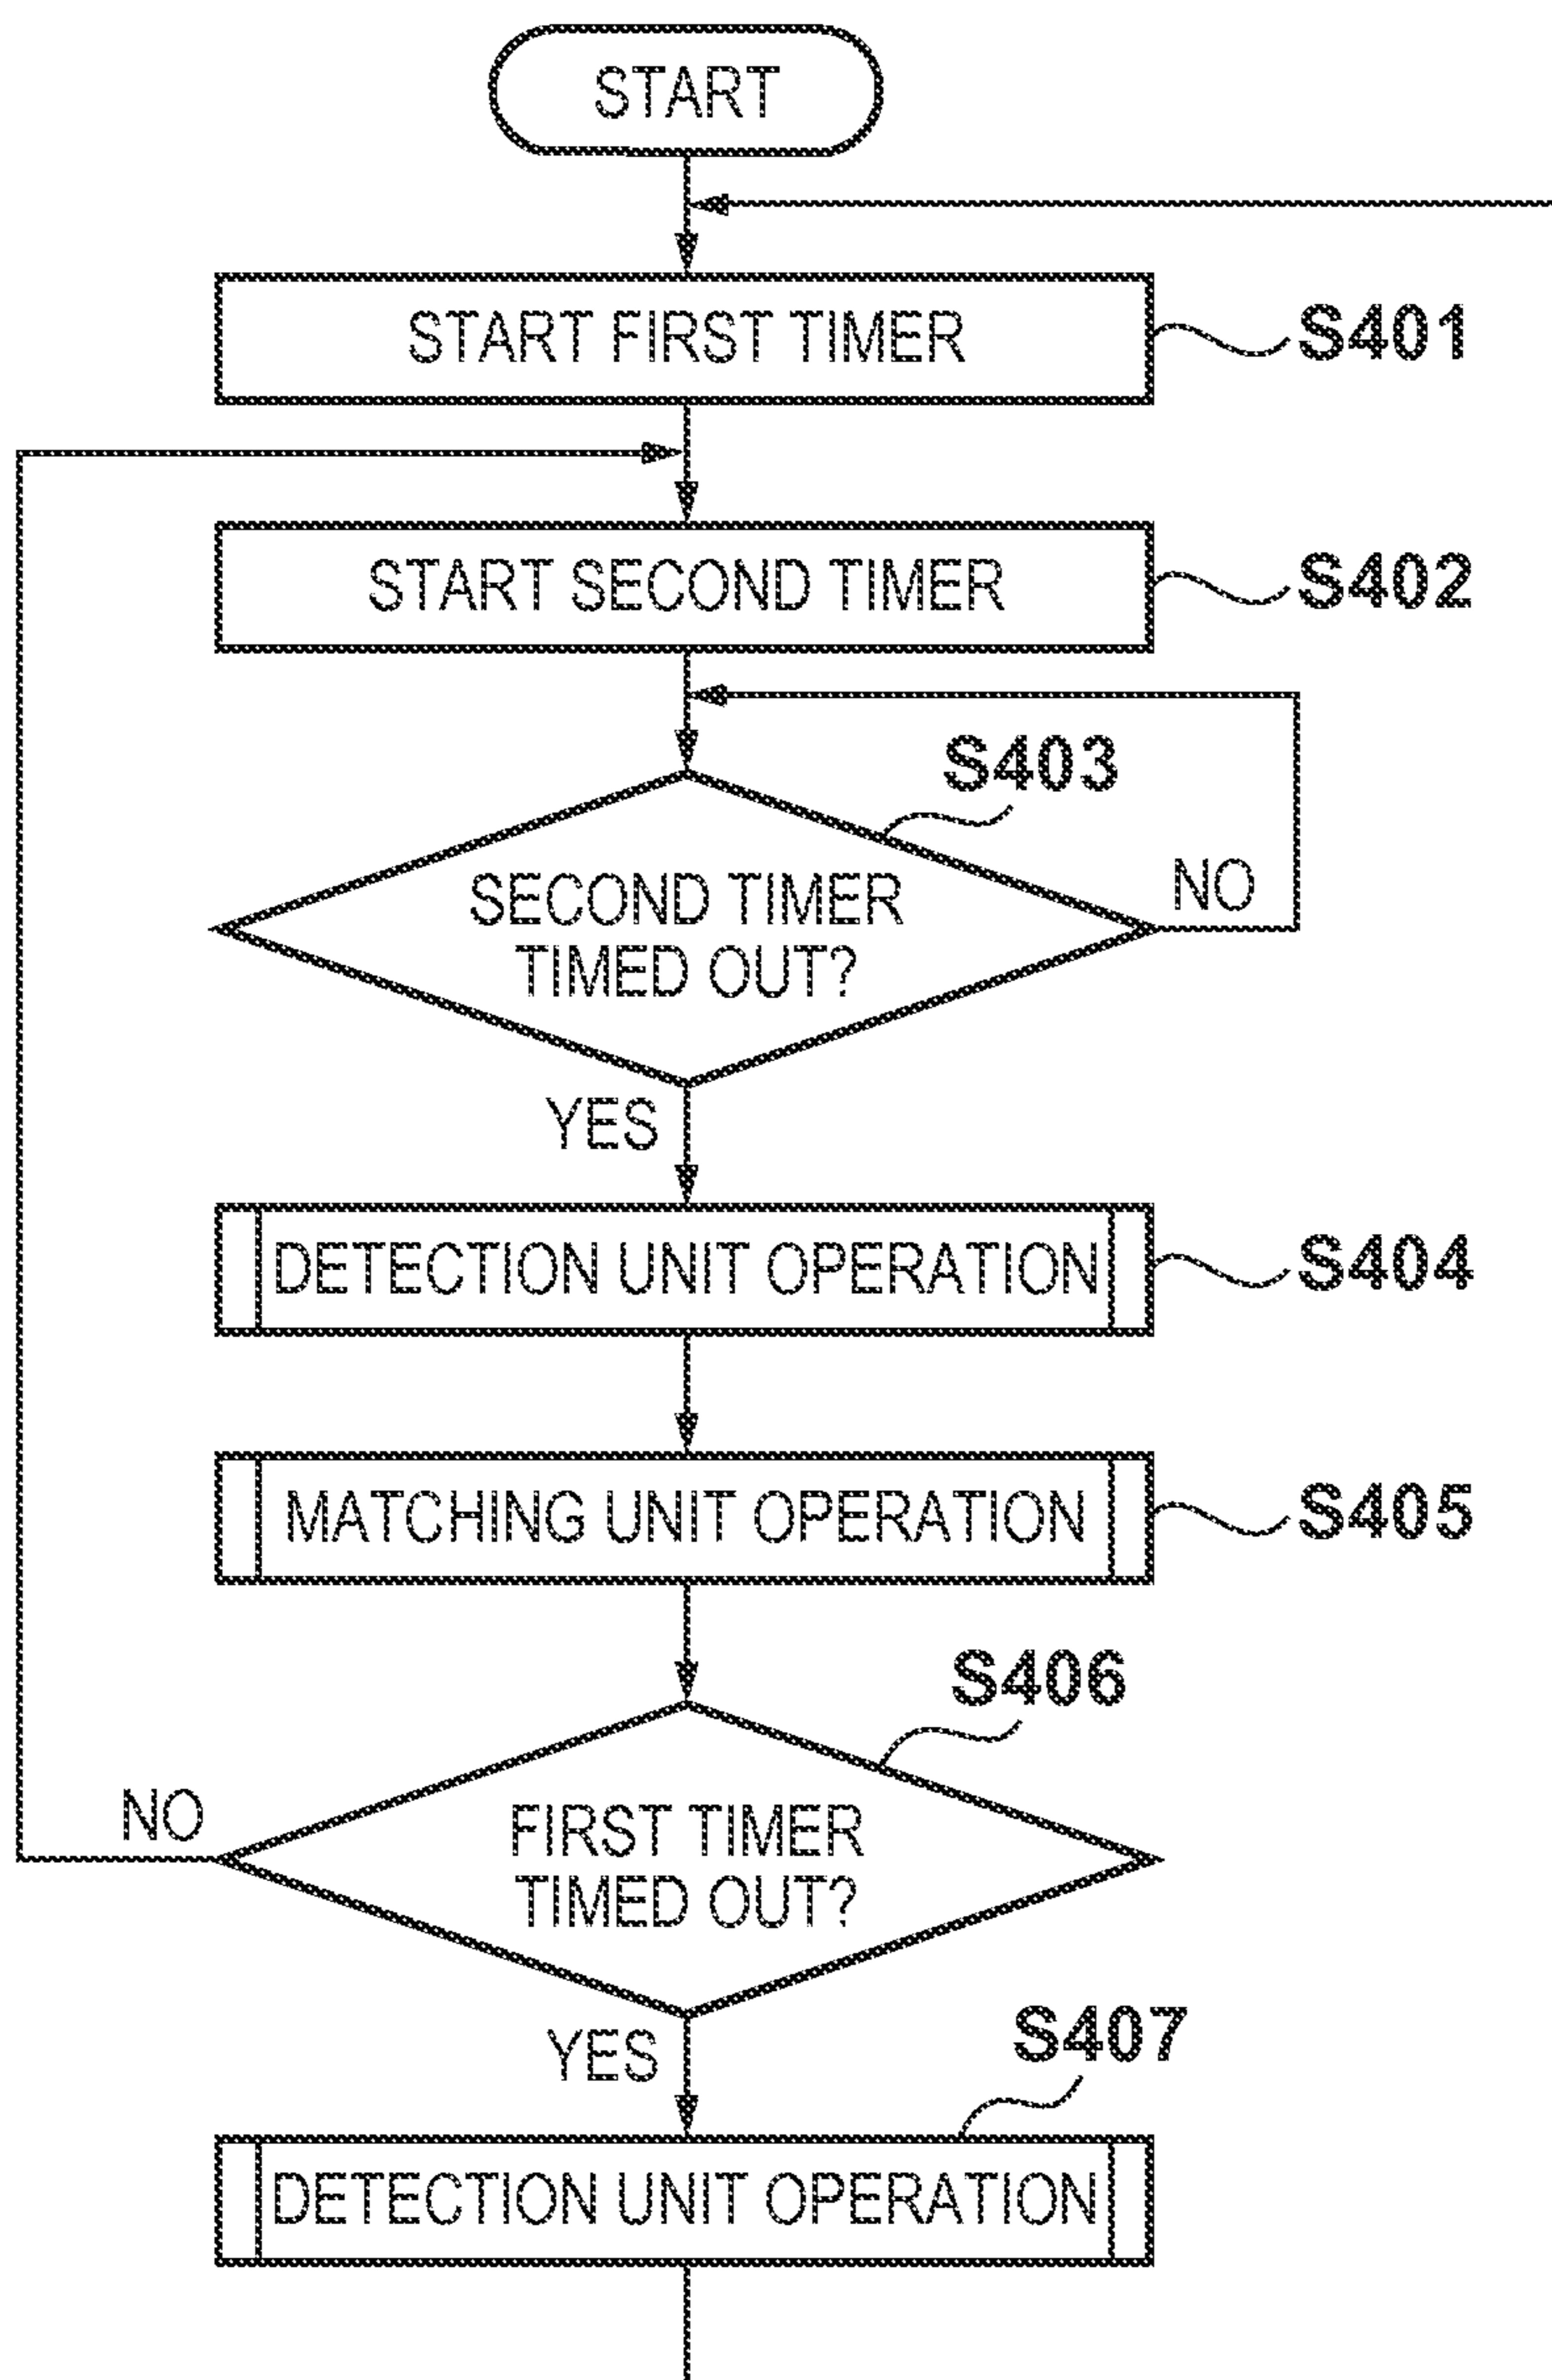 START
START FIRST TIMER
S401
START SECOND TIMER
S402
S403
SECOND TIMER
TIMED OUT?
NO
YES
DETECTION UNIT OPERATION
S404
MATCHING UNIT OPERATION
S405
S406
FIRST TIMER
TIMED OUT?
NO
YES
S407
DETECTION UNIT OPERATION